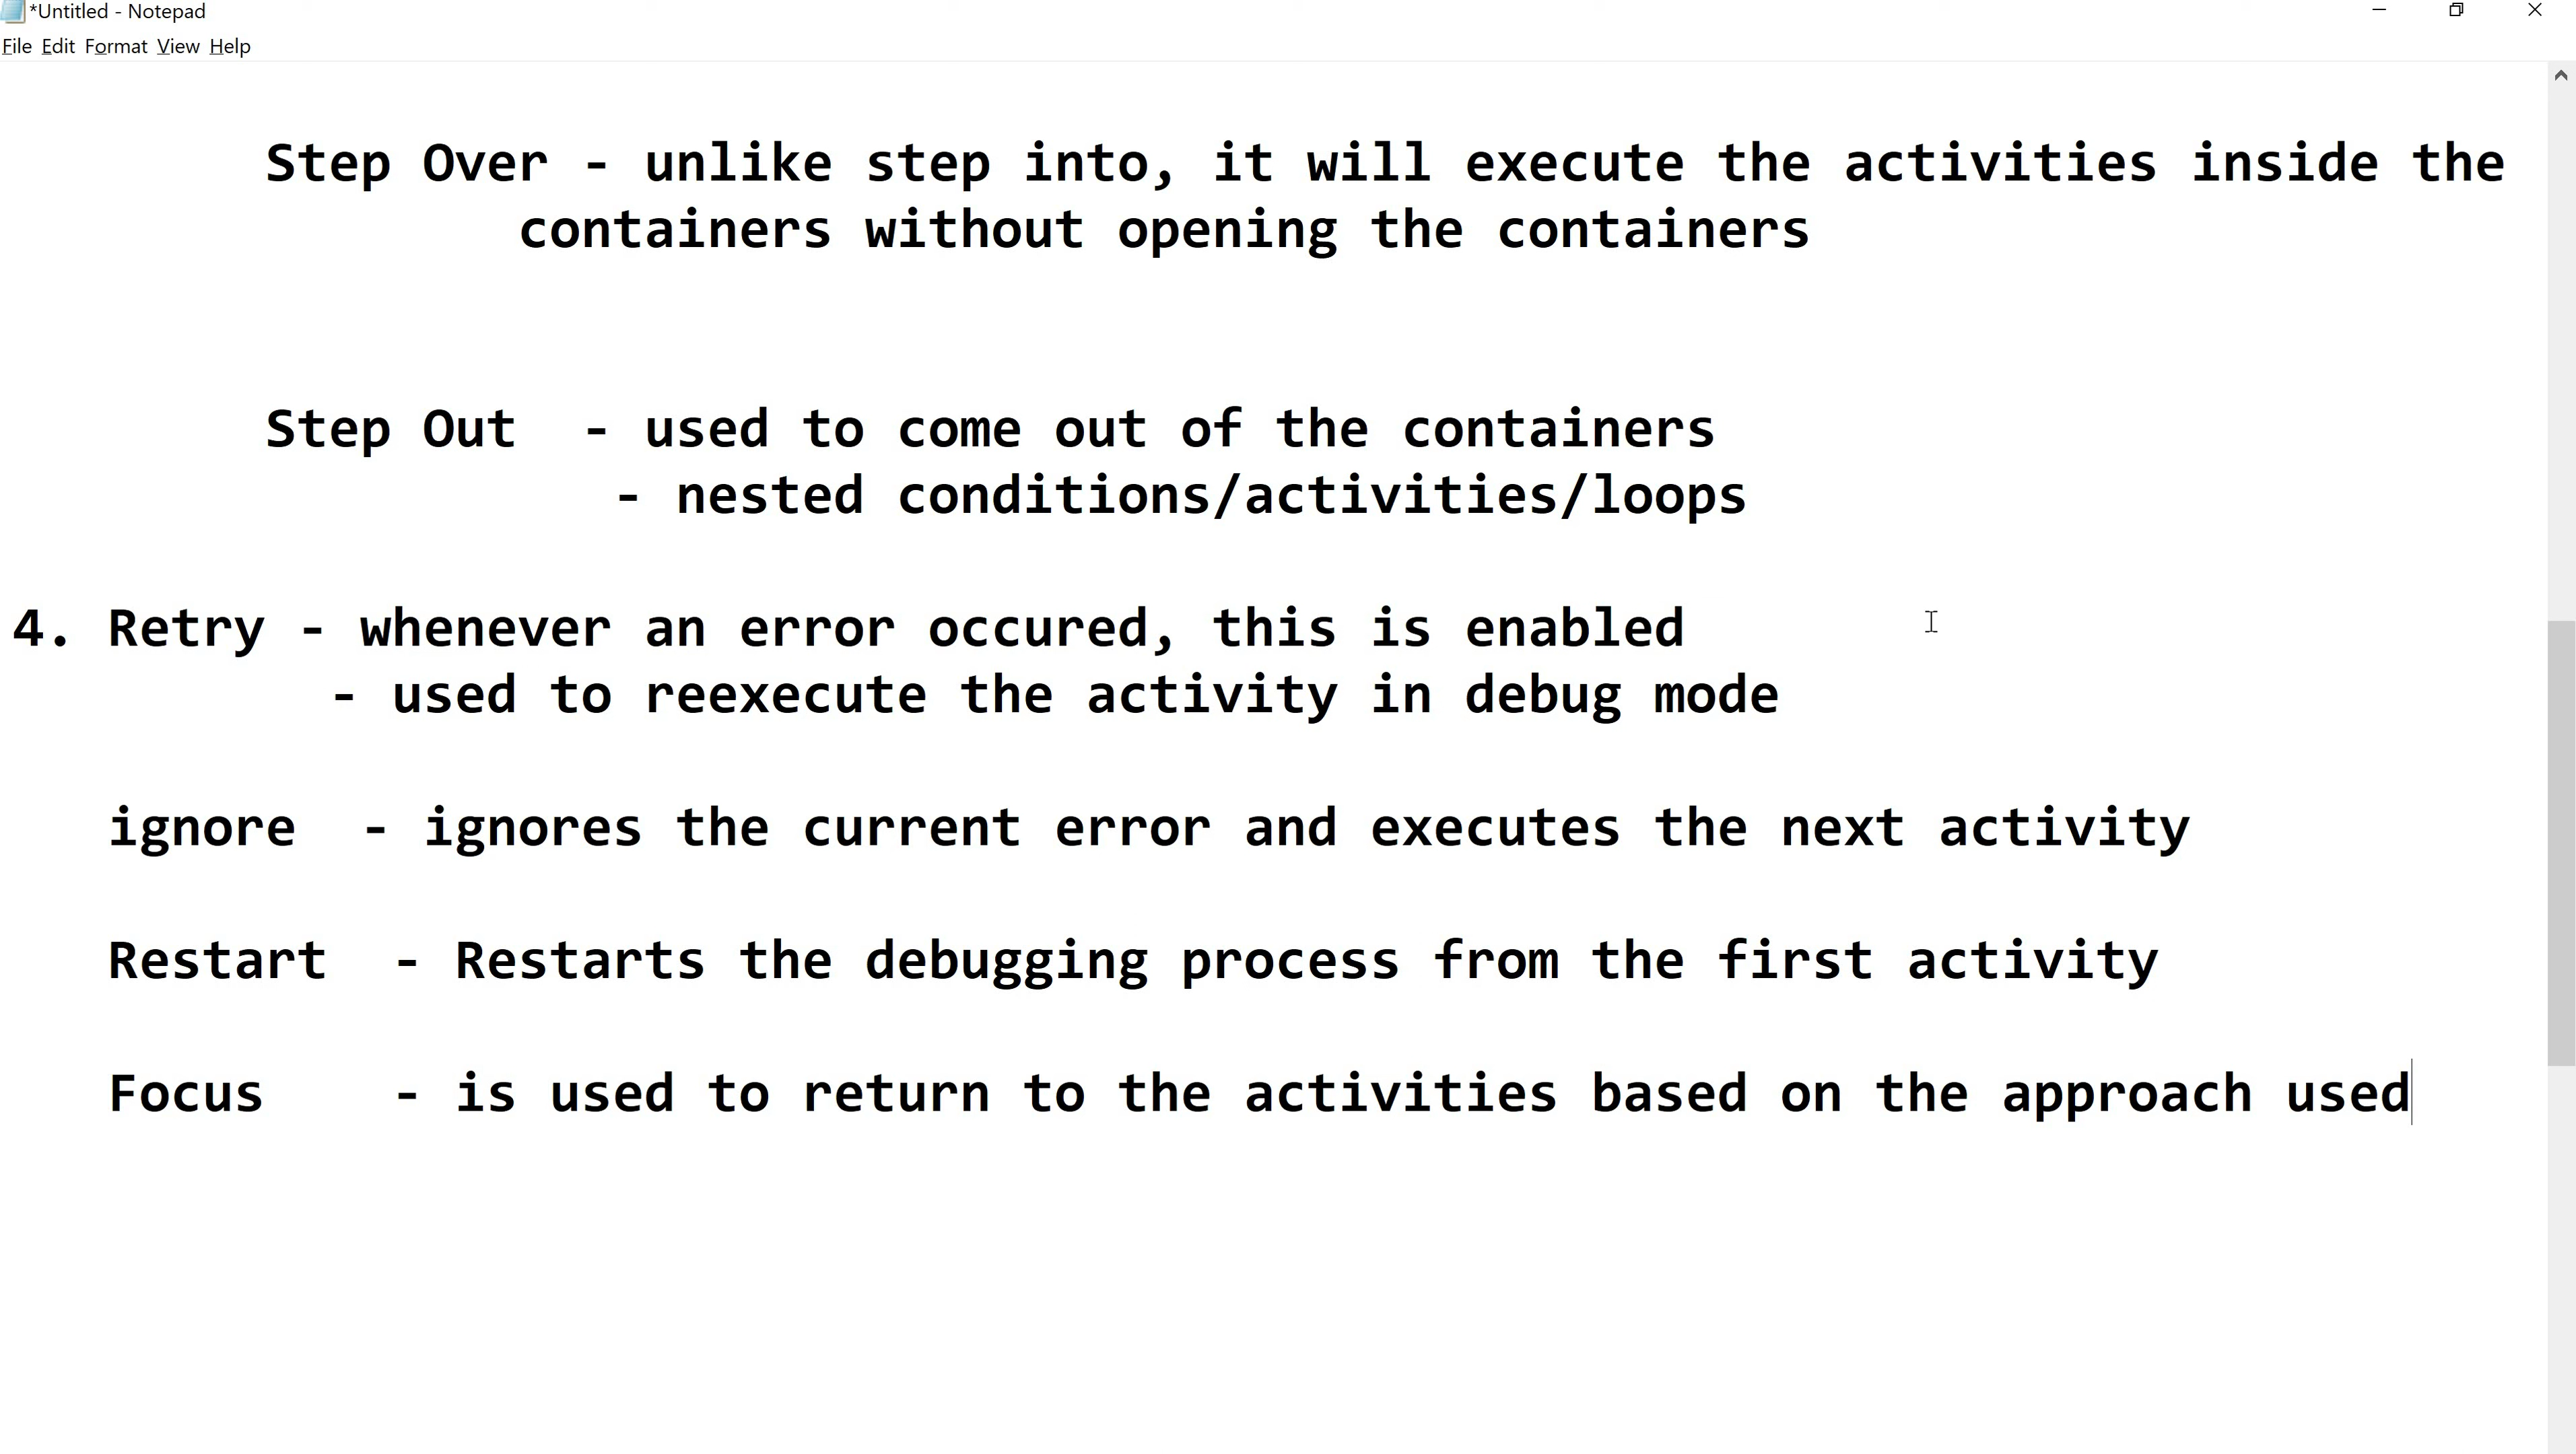 *Untitled - Notepad
File Edit Format View Help
Step Over - unlike step into, it will execute the activities inside the
containers without opening the containers
Step Out - used to come out of the containers
- nested conditions/activities/loops
4. Retry - whenever an error occured, this is enabled
- used to reexecute the activity in debug mode
ignore - ignores the current error and executes the next activity
Restart - Restarts the debugging process from the first activity
Focus - is used to return to the activities based on the approach used